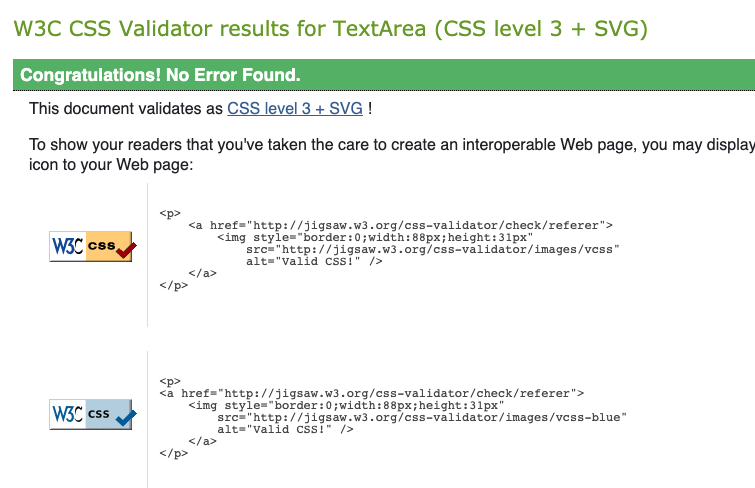 W3C CSS Validator results for TextArea (CSS level 3 + SVG)
Congratulations! No Error Found.
This document validates as CSS level 3 + SVG !
To show your readers that you've taken the care to create an interoperable Web page, you may display
icon to your Web page:
W3C css
<p>
<a href="http://jigsaw.w3.org/css-validator/check/referer">
<img style="border:0;width:88px;height:31px"
src="http://jigsaw.w3.org/css-validator/images/vcss"
alt="Valid CSS!" />
</a>
</p>
W3C css
<p>
<a href="http://jigsaw.w3.org/css-validator/check/referer">
<img style="border:0;width:88px;height:31px"
src="http://jigsaw.w3.org/css-validator/images/vcss-blue"
alt="Valid CSS!" />
</a>
</p>